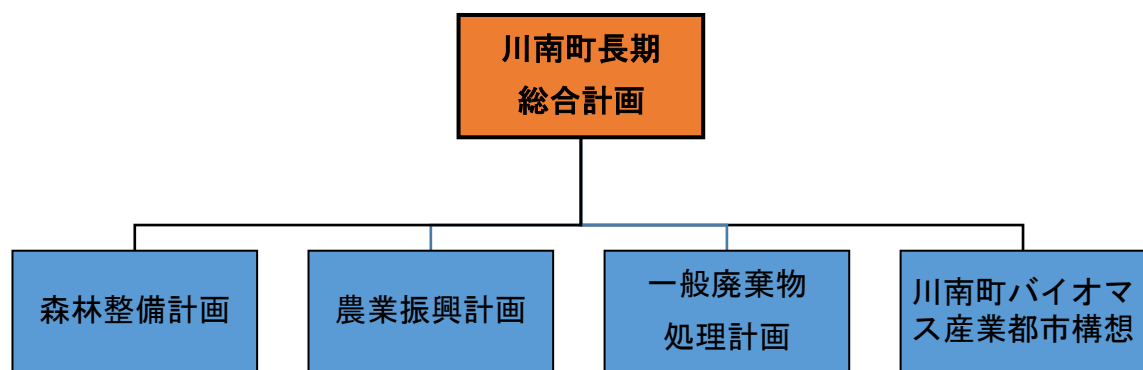 川南町長期
総合計画
森林整備計画
農業振興計画
一般廃棄物
処理計画
川南町バイオマ
ス産業都市構想